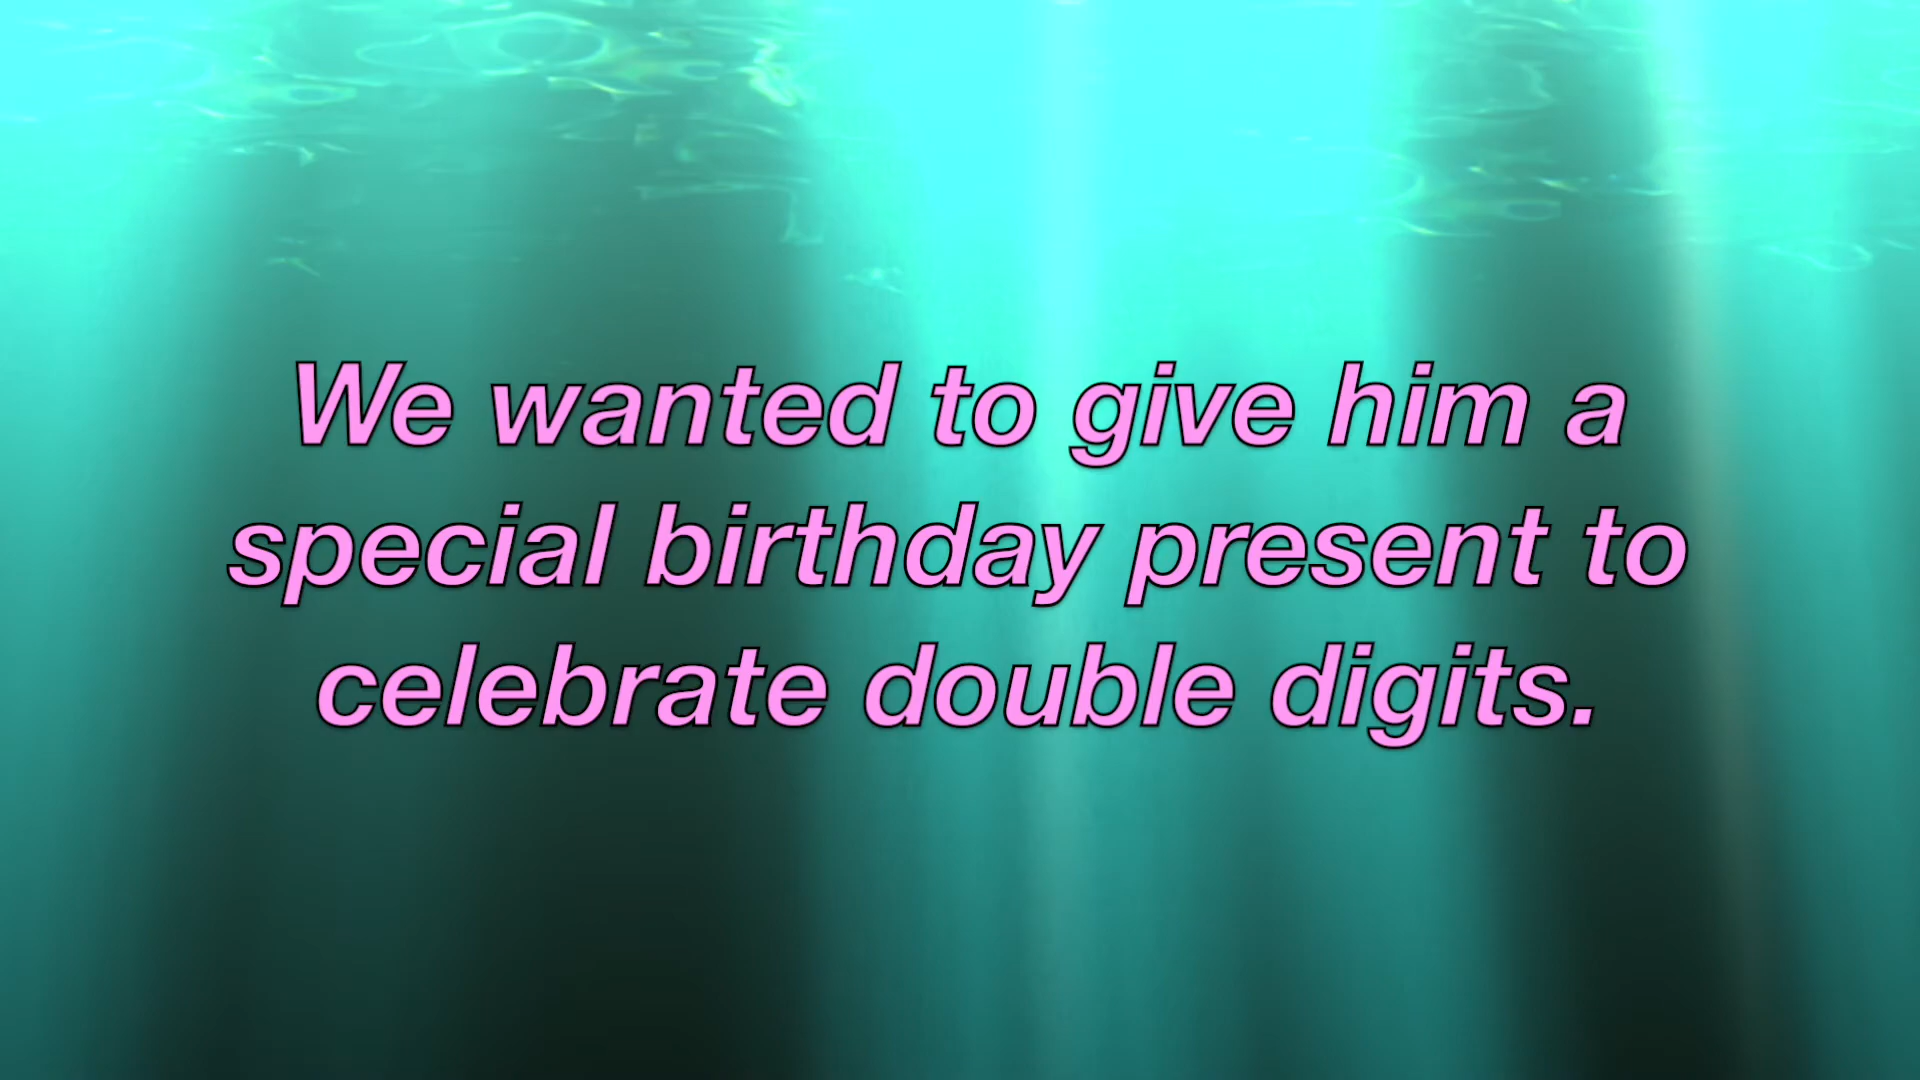 We wanted to give him a
special birthday present to
celebrate double digits.